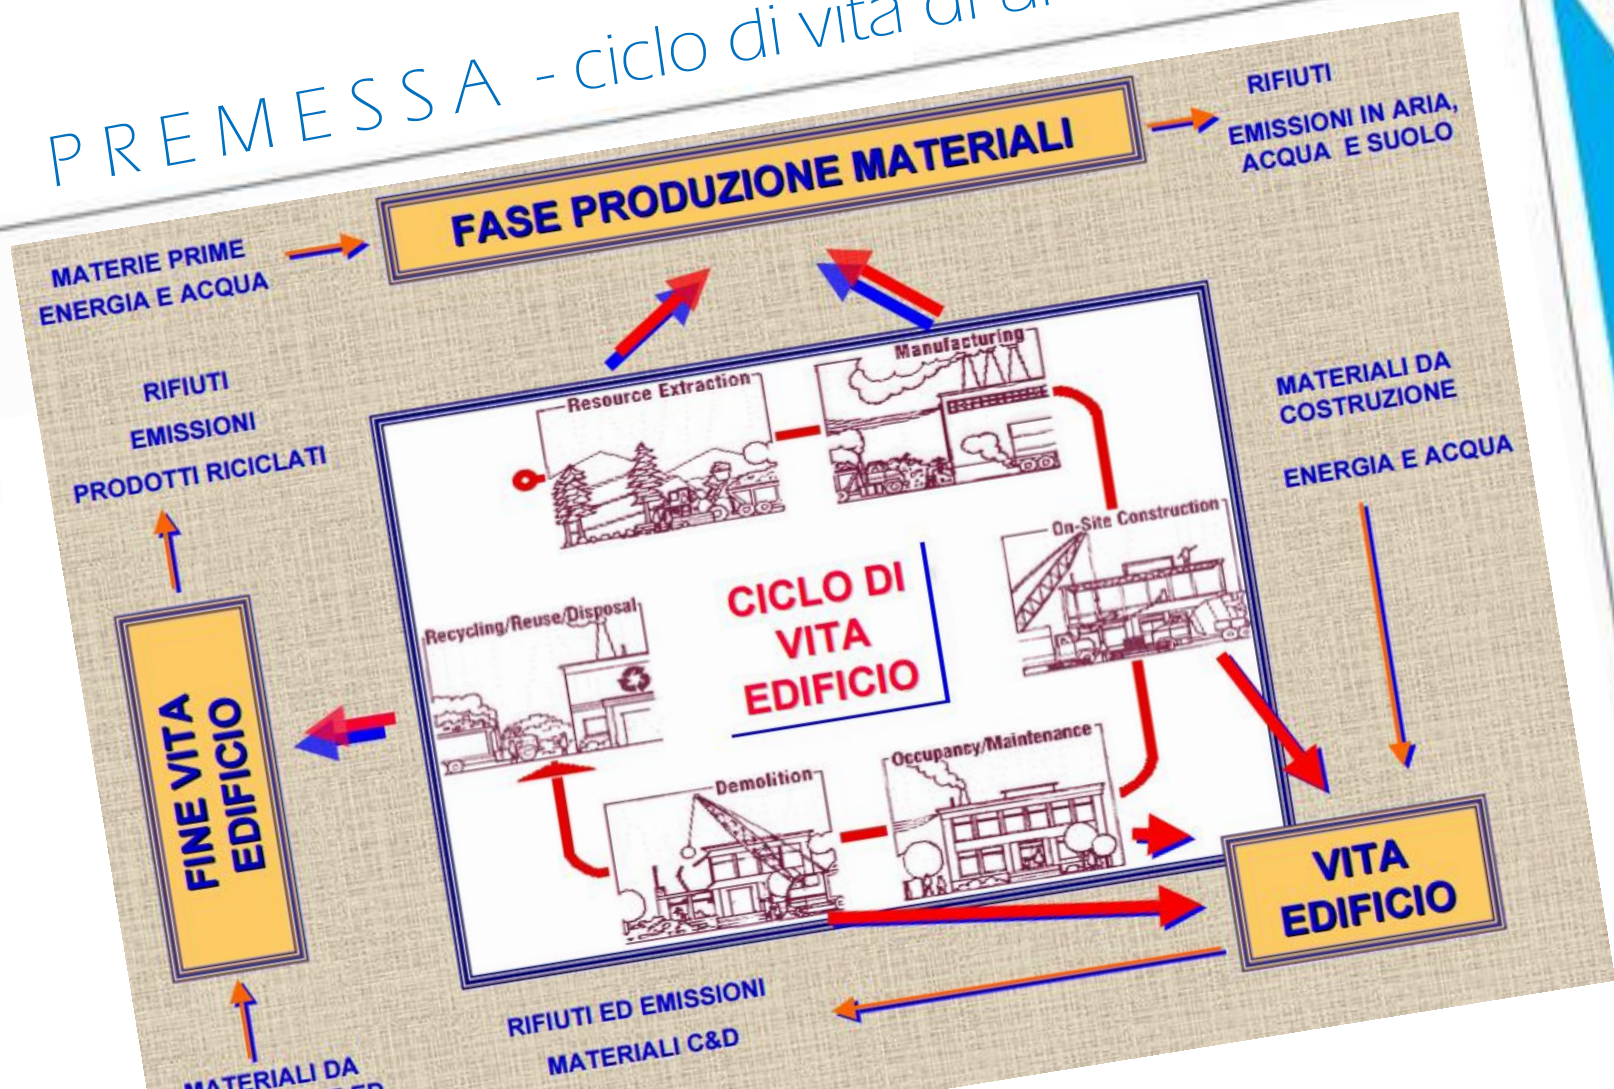 PREMESSA - ciclo di vita di
FASE PRODUZIONE MATERIALI
RIFIUTI
EMISSIONI IN ARIA,
ACQUA E SUOLO
MATERIE PRIME
ENERGIA E ACQUA
RIFIUTI
EMISSIONI
PRODOTTI RICICLATI
MATERIALI DA
COSTRUZIONE
ENERGIA E ACQUA
Resource Extraction
Manufacturing
On-Site Construction
Recycling/Reuse/Disposal
CICLO DI
VITA
EDIFICIO
Occupancy/Maintenance
Demolition
FINE VITA
EDIFICIO
VITA
EDIFICIO
RIFIUTI ED EMISSIONI
MATERIALI C&D
MATERIALI DA